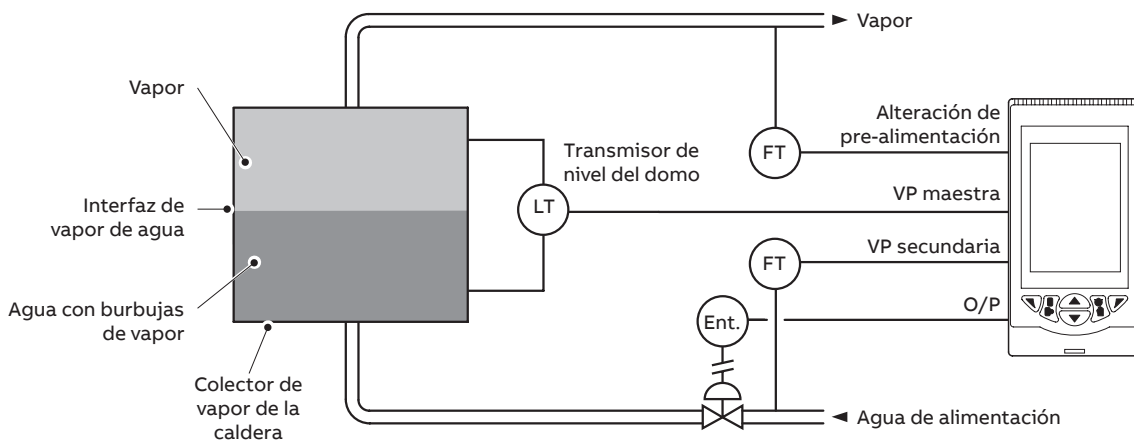 ► Vapor
Vapor
Alteración de
pre-alimentación
FT
Transmisor de
nivel del domo
LT
VP maestra
Interfaz de
vapor de agua
VP secundaria
FT
Agua con burbujas
de vapor
O/P
Ent.
Colector de
vapor de la
caldera
◄ Agua de alimentación